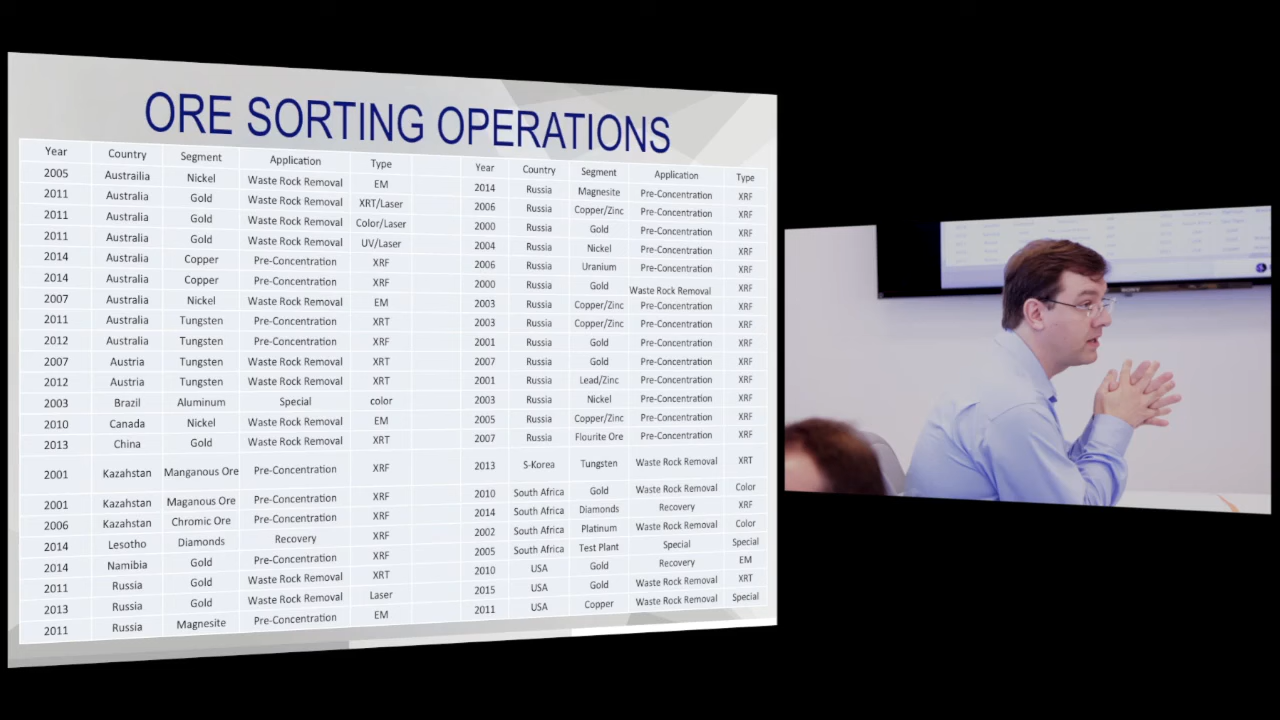 ORE SORTING OPERATIONS
Year Country Segment Application Type
2005 Austrailia Nickel Waste Rock Removal EM
2011 Australia Gold Waste Rock Removal XRT/Laser
2011 Australia Gold Waste Rock Removal Color/Laser
2011 Australia Gold Waste Rock Removal UV/Laser
2014 Australia Copper Pre-Concentration XRF
2014 Australia Copper Pre-Concentration XRF
2007 Australia Nickel Waste Rock Removal EM
2011 Australia Tungsten Pre-Concentration XRT
2012 Australia Tungsten Pre-Concentration XRF
2007 Austria Tungsten Waste Rock Removal XRT
2012 Austria Tungsten Waste Rock Removal XRT
2003 Brazil Aluminum Special color
2010 Canada Nickel Waste Rock Removal EM
2013 China Gold Waste Rock Removal XRT
2001 Kazahstan Manganous Ore Pre-Concentration XRF
2001 Kazahstan Maganous Ore Pre-Concentration XRF
2006 Kazahstan Chromic Ore Pre-Concentration XRF
2014 Lesotho Diamonds Recovery XRF
2014 Namibia Gold Pre-Concentration XRF
2011 Russia Gold Waste Rock Removal XRT
2013 Russia Gold Waste Rock Removal Laser
2011 Russia Magnesite Pre-Concentration EM
Year Country Segment Application Type
2014 Russia Magnesite Pre-Concentration XRF
2006 Russia Copper/Zinc Pre-Concentration XRF
2000 Russia Gold Pre-Concentration XRF
2004 Russia Nickel Pre-Concentration XRF
2006 Russia Uranium Pre-Concentration XRF
2000 Russia Gold Waste Rock Removal XRF
2003 Russia Copper/Zinc Pre-Concentration XRF
2003 Russia Copper/Zinc Pre-Concentration XRF
2001 Russia Gold Pre-Concentration XRF
2007 Russia Gold Pre-Concentration XRF
2001 Russia Lead/Zinc Pre-Concentration XRF
2003 Russia Nickel Pre-Concentration XRF
2005 Russia Copper/Zinc Pre-Concentration XRF
2007 Russia Flourite Ore Pre-Concentration XRF
2013 S-Korea Tungsten Waste Rock Removal XRT
2010 South Africa Gold Waste Rock Removal Color
2014 South Africa Diamonds Recovery XRF
2002 South Africa Platinum Waste Rock Removal Color
2005 South Africa Test Plant Special Special
2010 USA Gold Recovery EM
2015 USA Gold Waste Rock Removal XRT
2011 USA Copper Waste Rock Removal Special
SONY